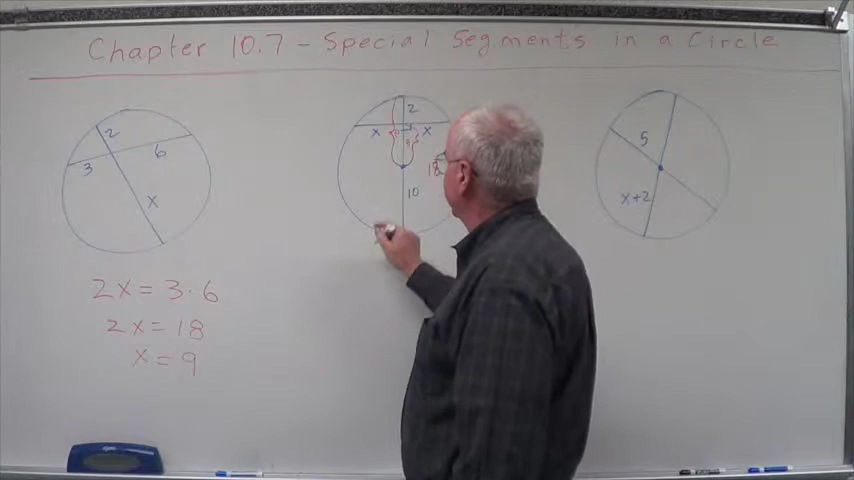 Chapter 10.7 - Special Segments in a Circle
2
3
6
x
2x = 3 · 6
2x = 18
x = 9
2
x x
10
18
5
x+2